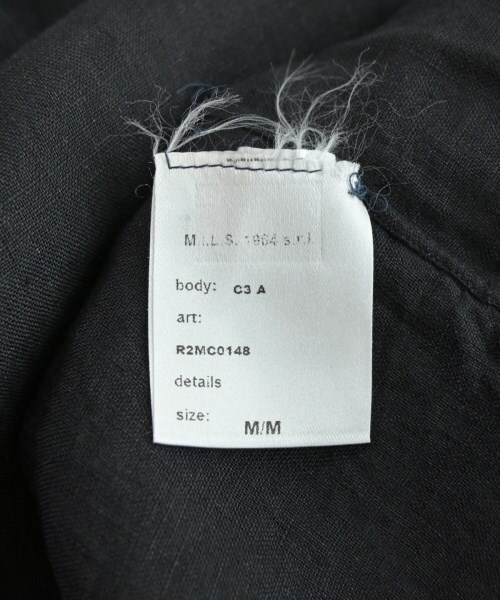 M.I.L.S. 1964 s.r.l
body: C3 A
art:
R2MC0148
details
size: M/M